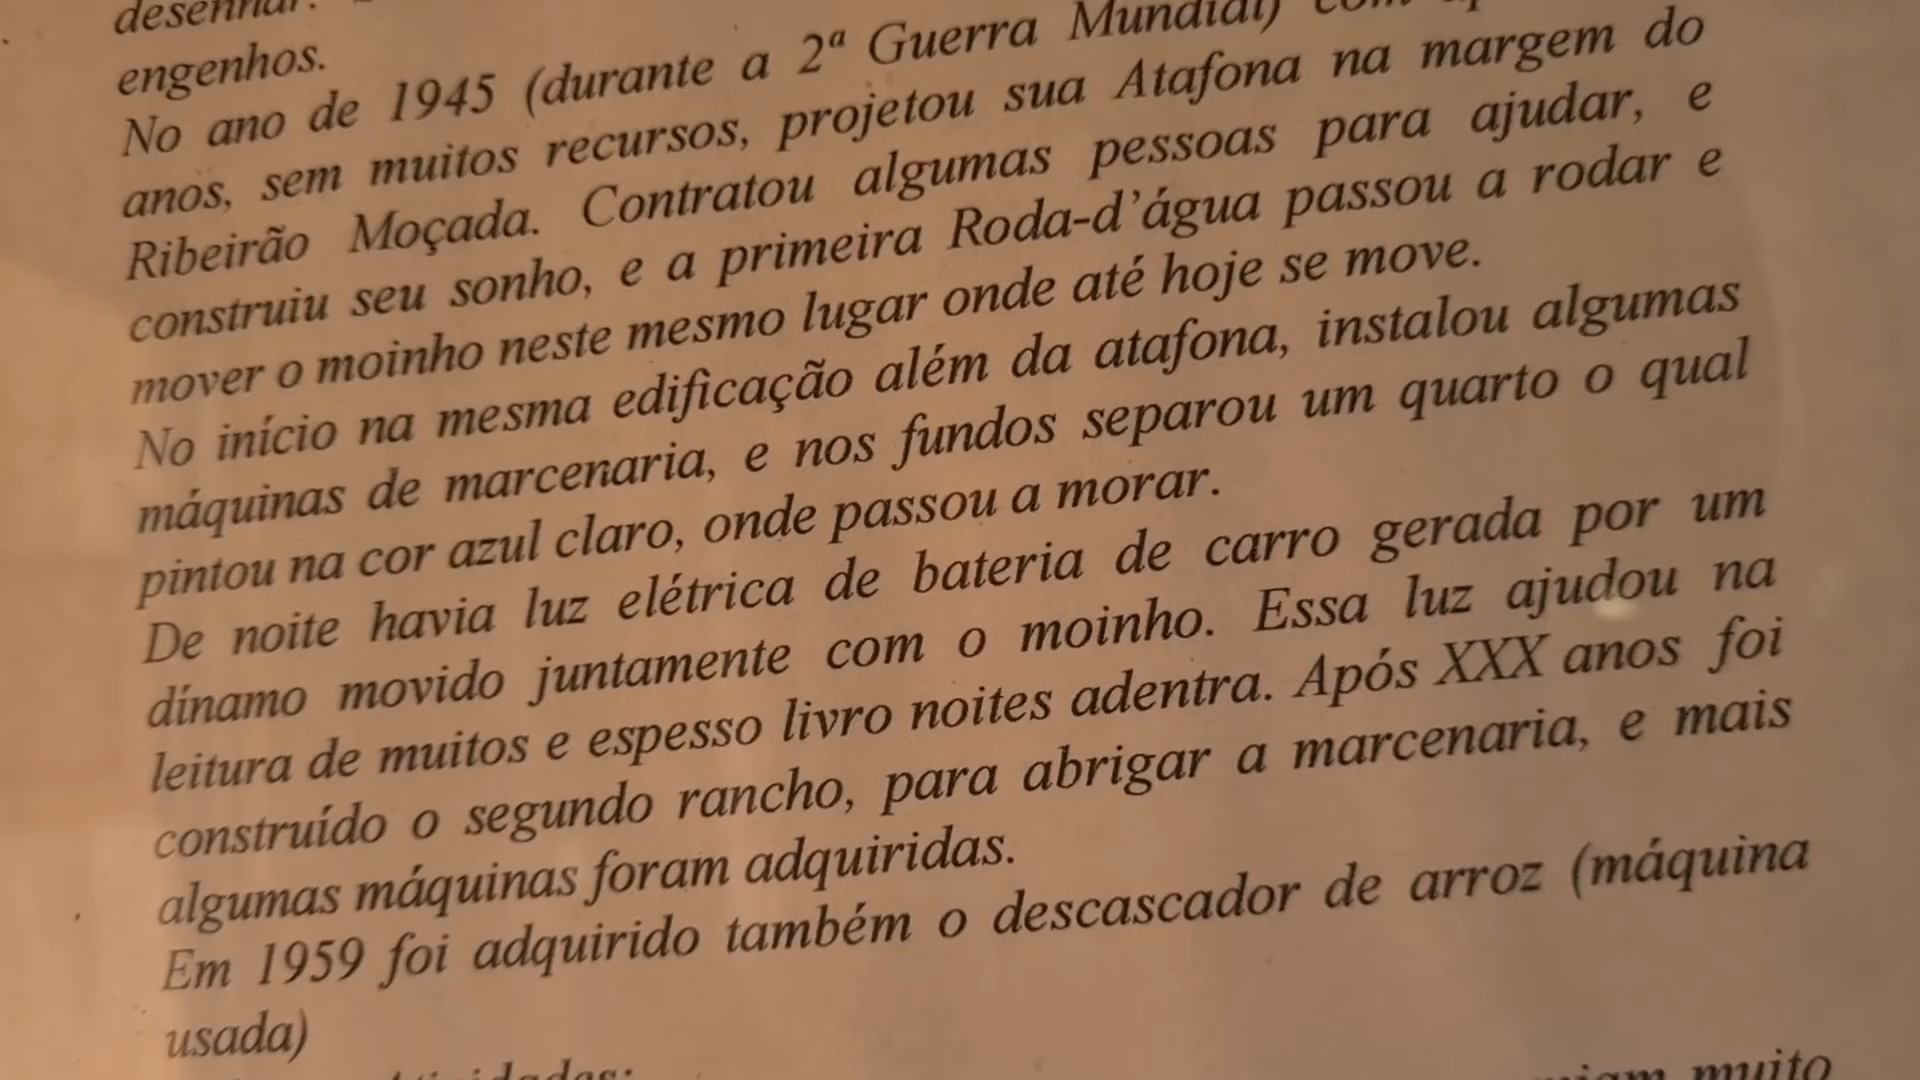 desenhar.
engenhos.
No ano de 1945 (durante a 2ª Guerra Mundial) com
anos, sem muitos recursos, projetou sua Atafona na margem do
Ribeirão Moçada. Contratou algumas pessoas para ajudar, e
construiu seu sonho, e a primeira Roda-d'água passou a rodar e
mover o moinho neste mesmo lugar onde até hoje se move.
No início na mesma edificação além da atafona, instalou algumas
máquinas de marcenaria, e nos fundos separou um quarto o qual
pintou na cor azul claro, onde passou a morar.
De noite havia luz elétrica de bateria de carro gerada por um
dínamo movido juntamente com o moinho. Essa luz ajudou na
leitura de muitos e espesso livro noites adentra. Após XXX anos foi
construído o segundo rancho, para abrigar a marcenaria, e mais
algumas máquinas foram adquiridas.
Em 1959 foi adquirido também o descascador de arroz (máquina
usada)
muito